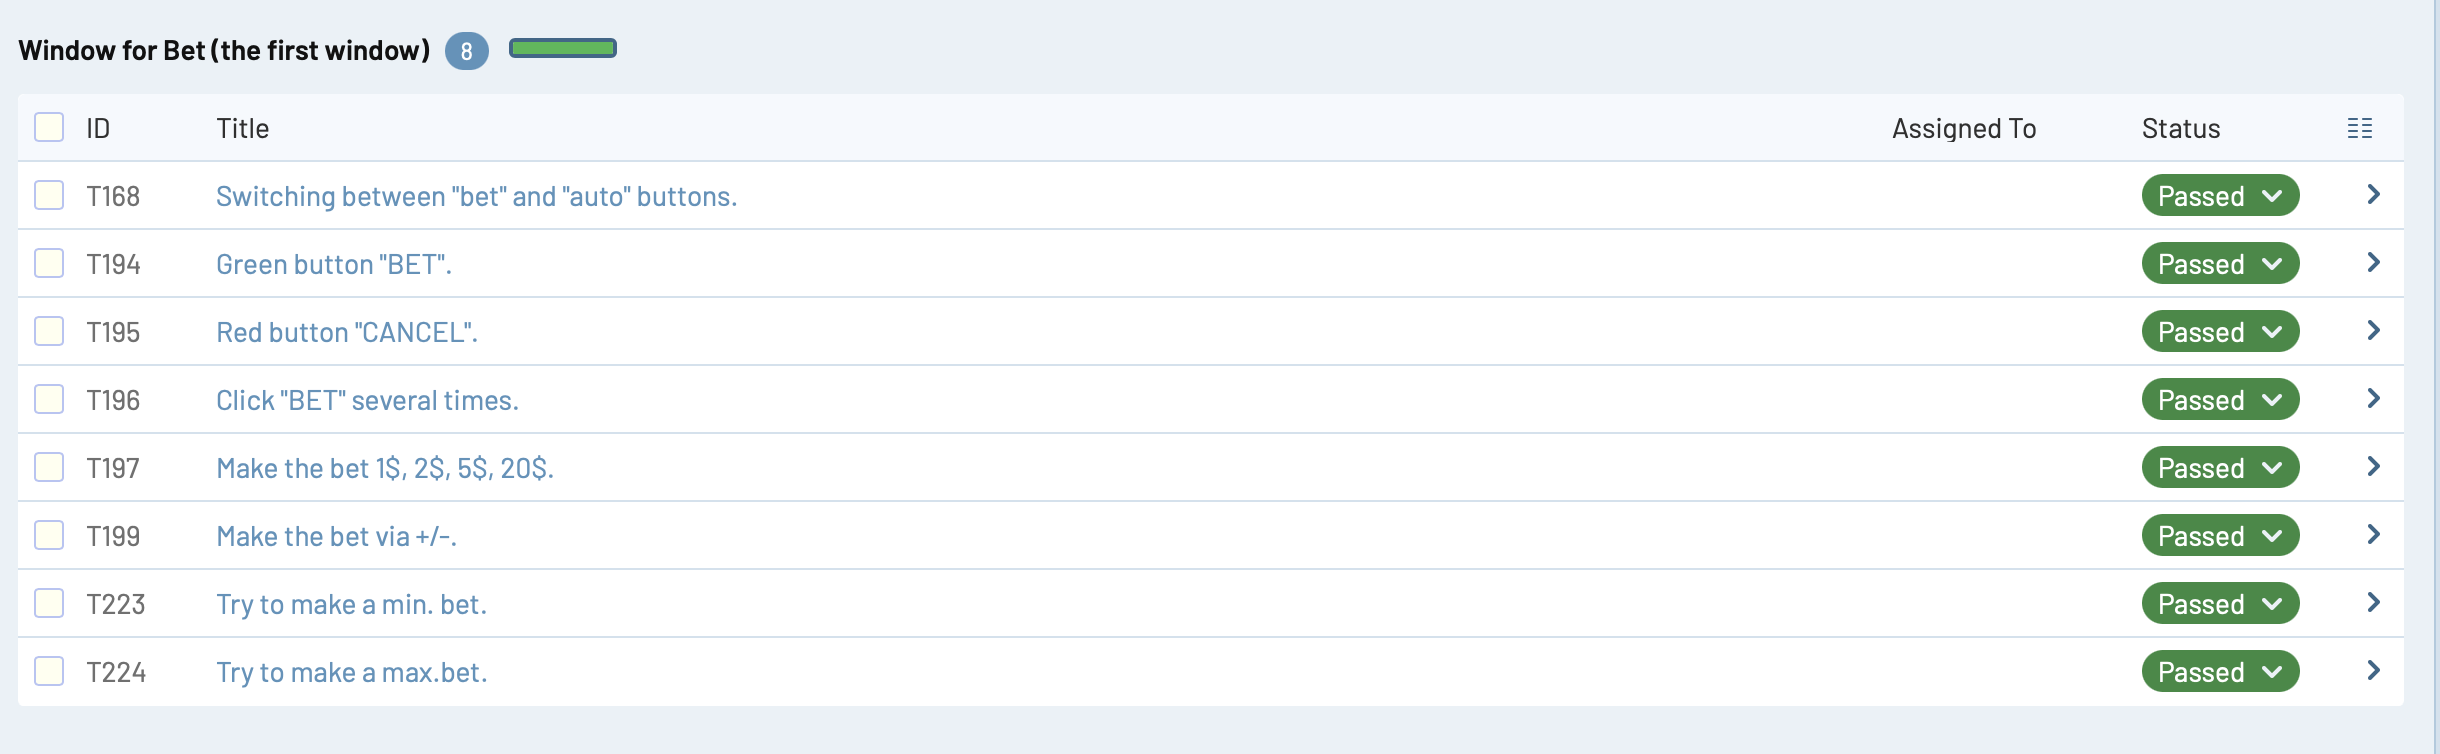 Window for Bet (the first window) 8
ID Title Assigned To Status
T168 Switching between "bet" and "auto" buttons. Passed
T194 Green button "BET". Passed
T195 Red button "CANCEL". Passed
T196 Click "BET" several times. Passed
T197 Make the bet 1$, 2$, 5$, 20$. Passed
T199 Make the bet via +/-. Passed
T223 Try to make a min. bet. Passed
T224 Try to make a max.bet. Passed